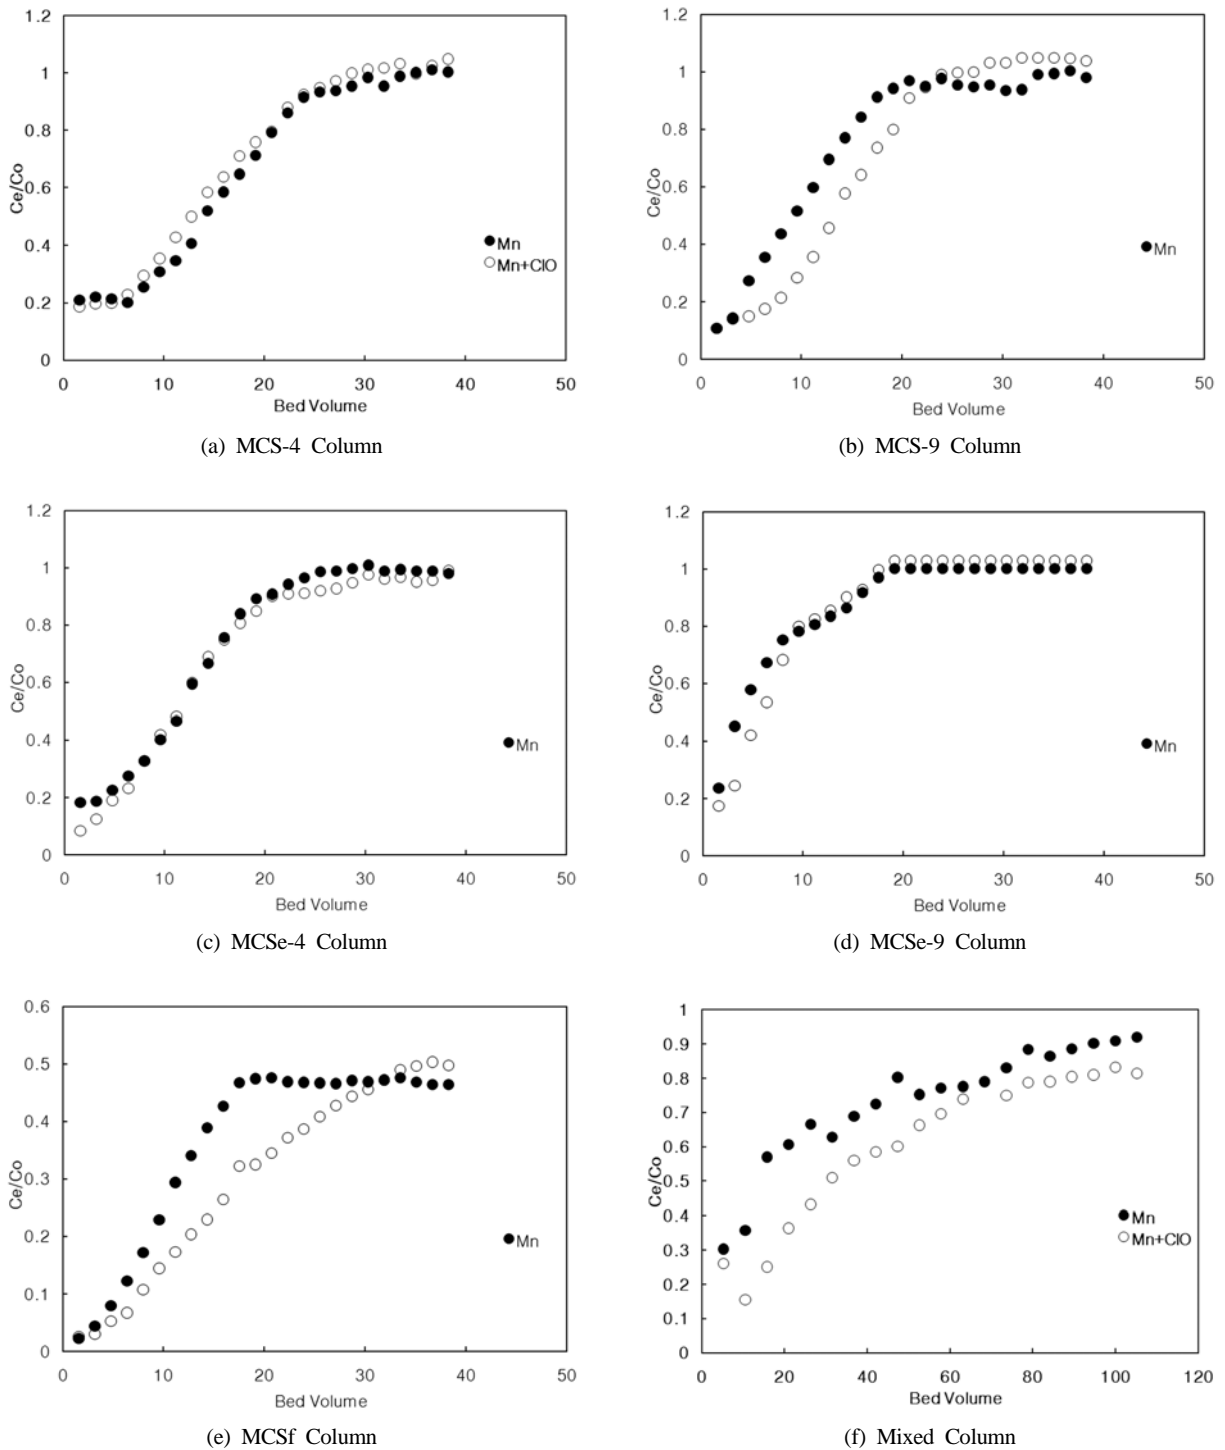 1.2
1
0.8
0.6
0.4
0.2
0
Ce/Co
Mn
Mn+ClO
0 10 20 30 40 50
Bed Volume
(a) MCS-4 Column
1.2
1
0.8
0.6
0.4
0.2
0
Ce/Co
Mn
0 10 20 30 40 50
Bed Volume
(b) MCS-9 Column
1.2
1
0.8
0.6
0.4
0.2
0
Ce/Co
Mn
0 10 20 30 40 50
Bed Volume
(c) MCSe-4 Column
1.2
1
0.8
0.6
0.4
0.2
0
Ce/Co
Mn
0 10 20 30 40 50
Bed Volume
(d) MCSe-9 Column
0.6
0.5
0.4
0.3
0.2
0.1
0
Ce/Co
Mn
0 10 20 30 40 50
Bed Volume
(e) MCSf Column
1
0.9
0.8
0.7
0.6
0.5
0.4
0.3
0.2
0.1
0
Ce/Co
Mn
Mn+ClO
0 20 40 60 80 100 120
Bed Volume
(f) Mixed Column